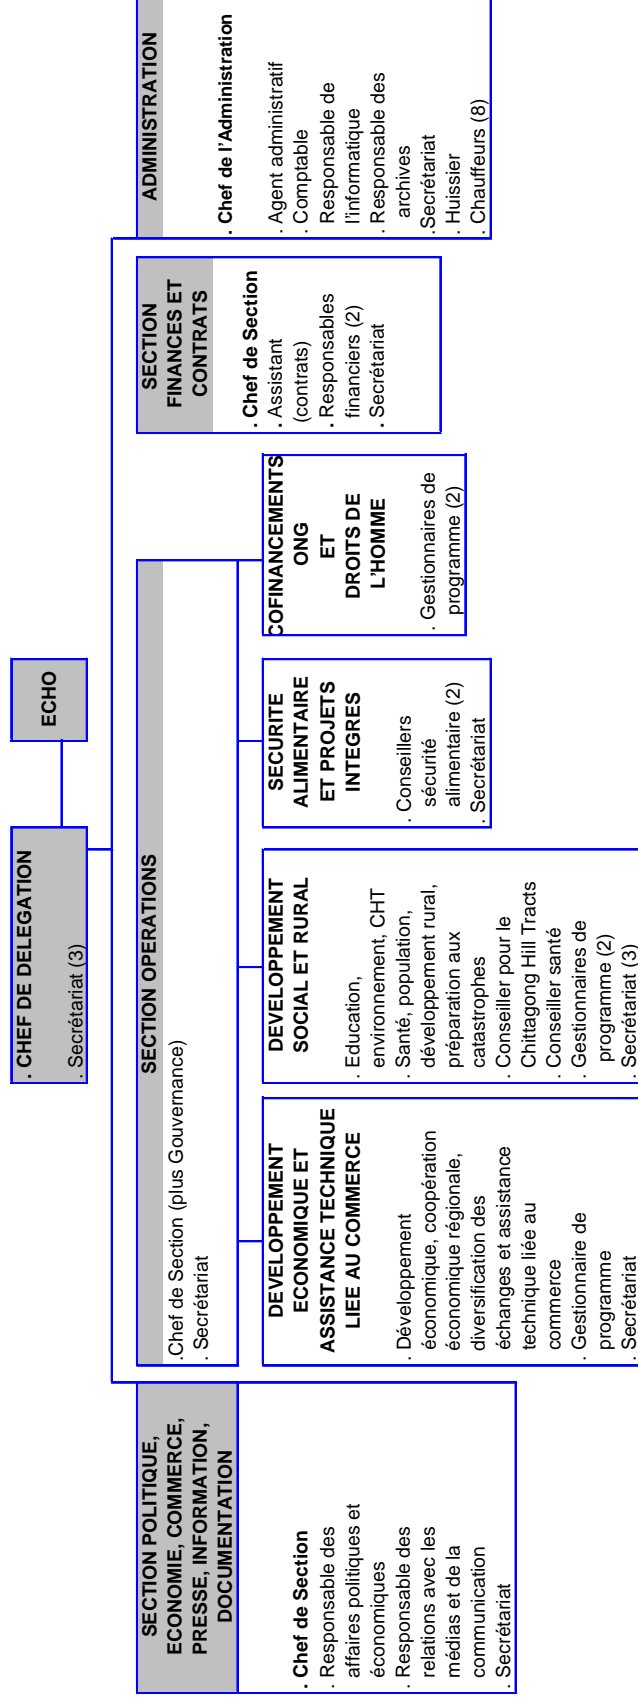 . CHEF DE DELEGATION
. Secrétariat (3)
ECHO
SECTION POLITIQUE,
ECONOMIE, COMMERCE,
PRESSE, INFORMATION,
DOCUMENTATION
. Chef de Section
. Responsable des
affaires politiques et
économiques
. Responsable des
relations avec les
médias et de la
communication
. Secrétariat
SECTION OPERATIONS
.Chef de Section (plus Gouvernance)
. Secrétariat
DEVELOPPEMENT
ECONOMIQUE ET
ASSISTANCE TECHNIQUE
LIEE AU COMMERCE
. Développement
économique, coopération
économique régionale,
diversification des
échanges et assistance
technique liée au
commerce
. Gestionnaire de
programme
. Secrétariat
DEVELOPPEMENT
SOCIAL ET RURAL
. Education,
environnement, CHT
. Santé, population,
développement rural,
préparation aux
catastrophes
. Conseiller pour le
Chittagong Hill Tracts
. Conseiller santé
. Gestionnaires de
programme (2)
. Secrétariat (3)
SECURITE
ALIMENTAIRE
ET PROJETS
INTEGRES
. Conseillers
sécurité
alimentaire (2)
. Secrétariat
COFINANCEMENTS
ONG
ET
DROITS DE
L'HOMME
. Gestionnaires de
programme (2)
SECTION
FINANCES ET
CONTRATS
. Chef de Section
. Assistant
(contrats)
. Responsables
financiers (2)
. Secrétariat
ADMINISTRATION
. Chef de l'Administration
. Agent administratif
. Comptable
Responsable de
l'informatique
. Responsable des
archives
.Secrétariat
. Huissier
. Chauffeurs (8)